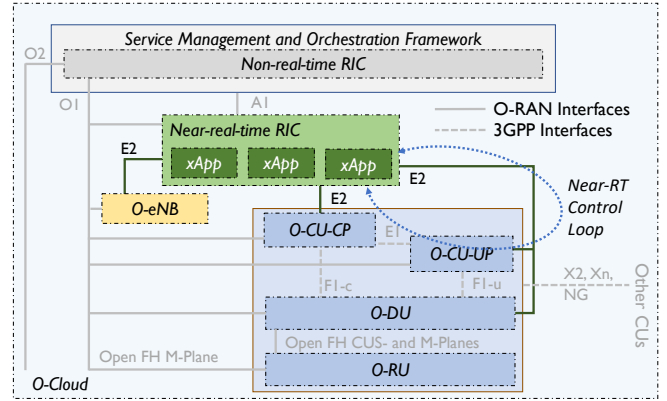 Service Management and Orchestration Framework
O2
Non-real-time RIC
O1
A1
O-RAN Interfaces
3GPP Interfaces
Near-real-time RIC
E2
xApp
xApp
xApp
E2
Near-RT
Control
Loop
E2
O-eNB
O-CU-CP
E1
O-CU-UP
F1-c
F1-u
X2, Xn,
NG
Other CUs
O-DU
Open FH CUS- and M-Planes
Open FH M-Plane
O-RU
O-Cloud